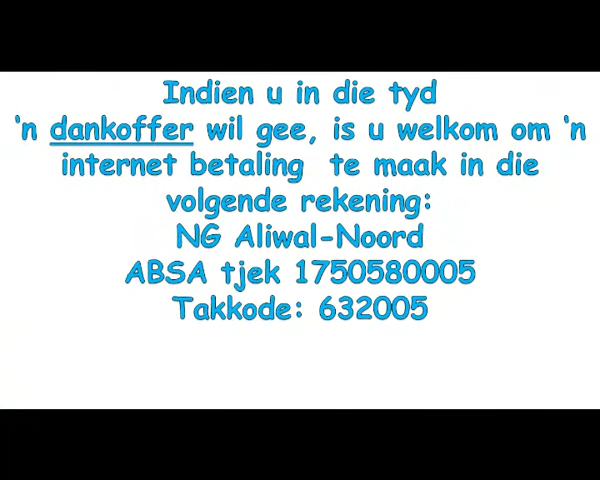 Indien u in die tyd
‘n dankoffer wil gee, is u welkom om ‘n
internet betaling te maak in die
volgende rekening:
NG Aliwal-Noord
ABSA tjek 1750580005
Takkode: 632005